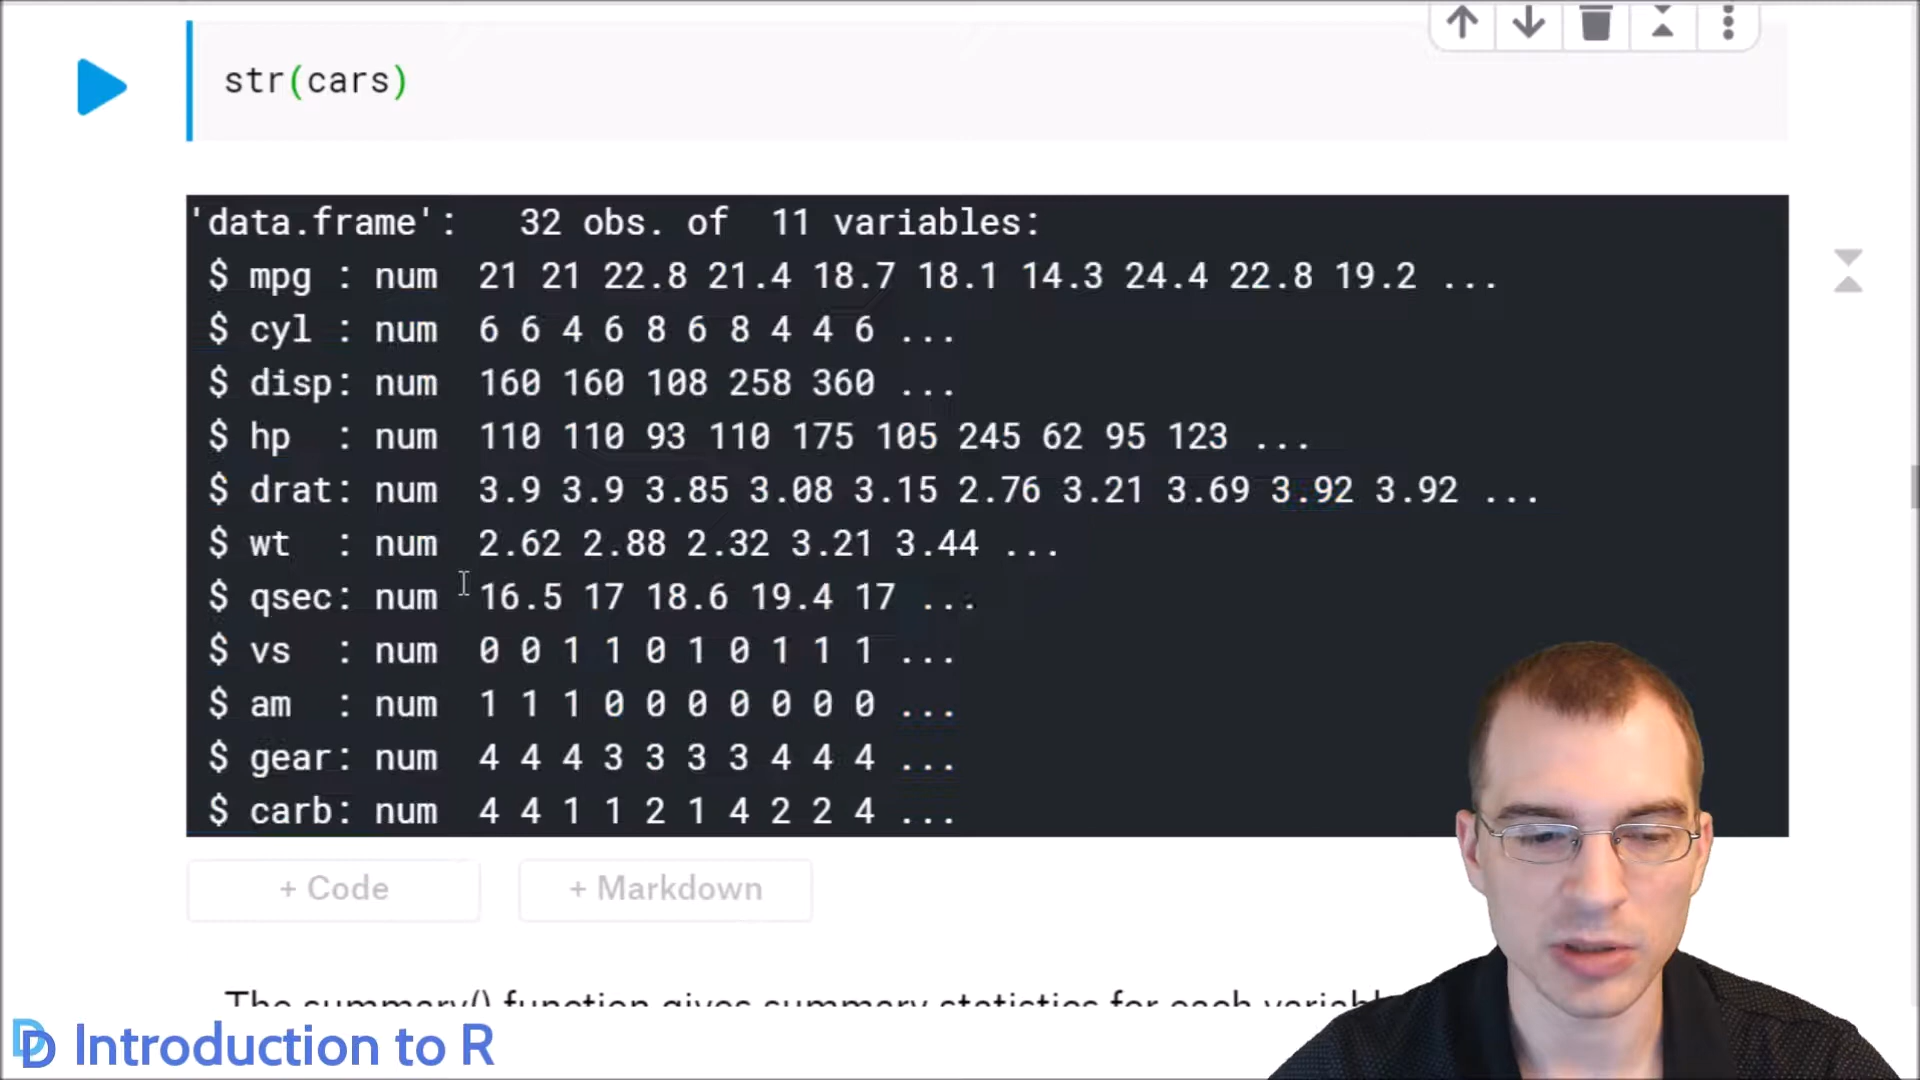 str(cars)
'data.frame':   32 obs. of  11 variables:
 $ mpg : num  21 21 22.8 21.4 18.7 18.1 14.3 24.4 22.8 19.2 ...
 $ cyl : num  6 6 4 6 8 6 8 4 4 6 ...
 $ disp: num  160 160 108 258 360 ...
 $ hp  : num  110 110 93 110 175 105 245 62 95 123 ...
 $ drat: num  3.9 3.9 3.85 3.08 3.15 2.76 3.21 3.69 3.92 3.92 ...
 $ wt  : num  2.62 2.88 2.32 3.21 3.44 ...
 $ qsec: num  16.5 17 18.6 19.4 17 ...
 $ vs  : num  0 0 1 1 0 1 0 1 1 1 ...
 $ am  : num  1 1 1 0 0 0 0 0 0 0 ...
 $ gear: num  4 4 4 3 3 3 3 4 4 4 ...
 $ carb: num  4 4 1 1 2 1 4 2 2 4 ...
+ Code + Markdown
The summary() function gives summary statistics for each
Introduction to R